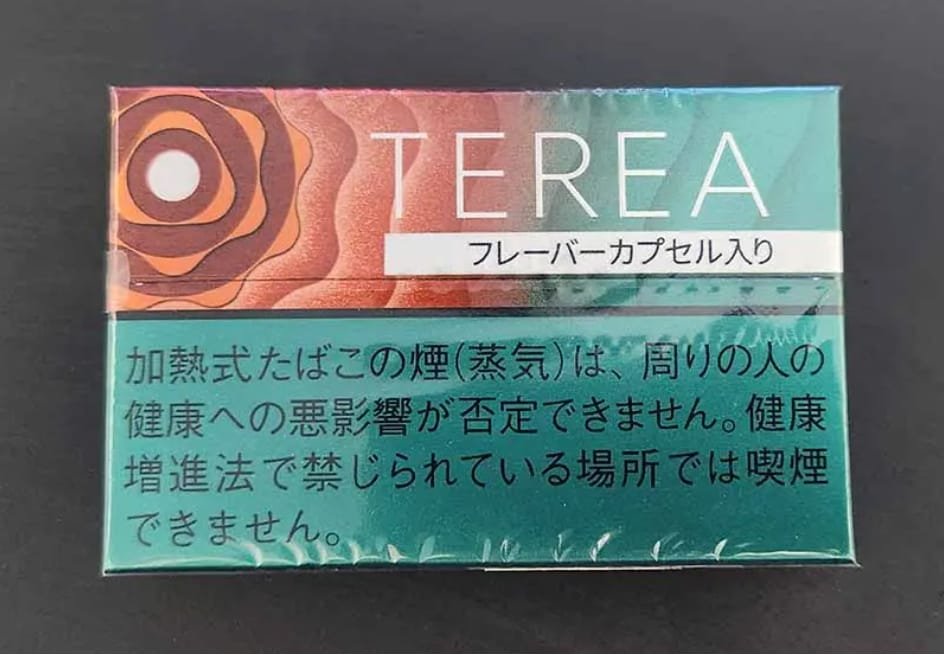 TEREA
フレーバーカプセル入り
加熱式たばこの煙(蒸気)は、周りの人の
健康への悪影響が否定できません。健康
増進法で禁じられている場所では喫煙
できません。